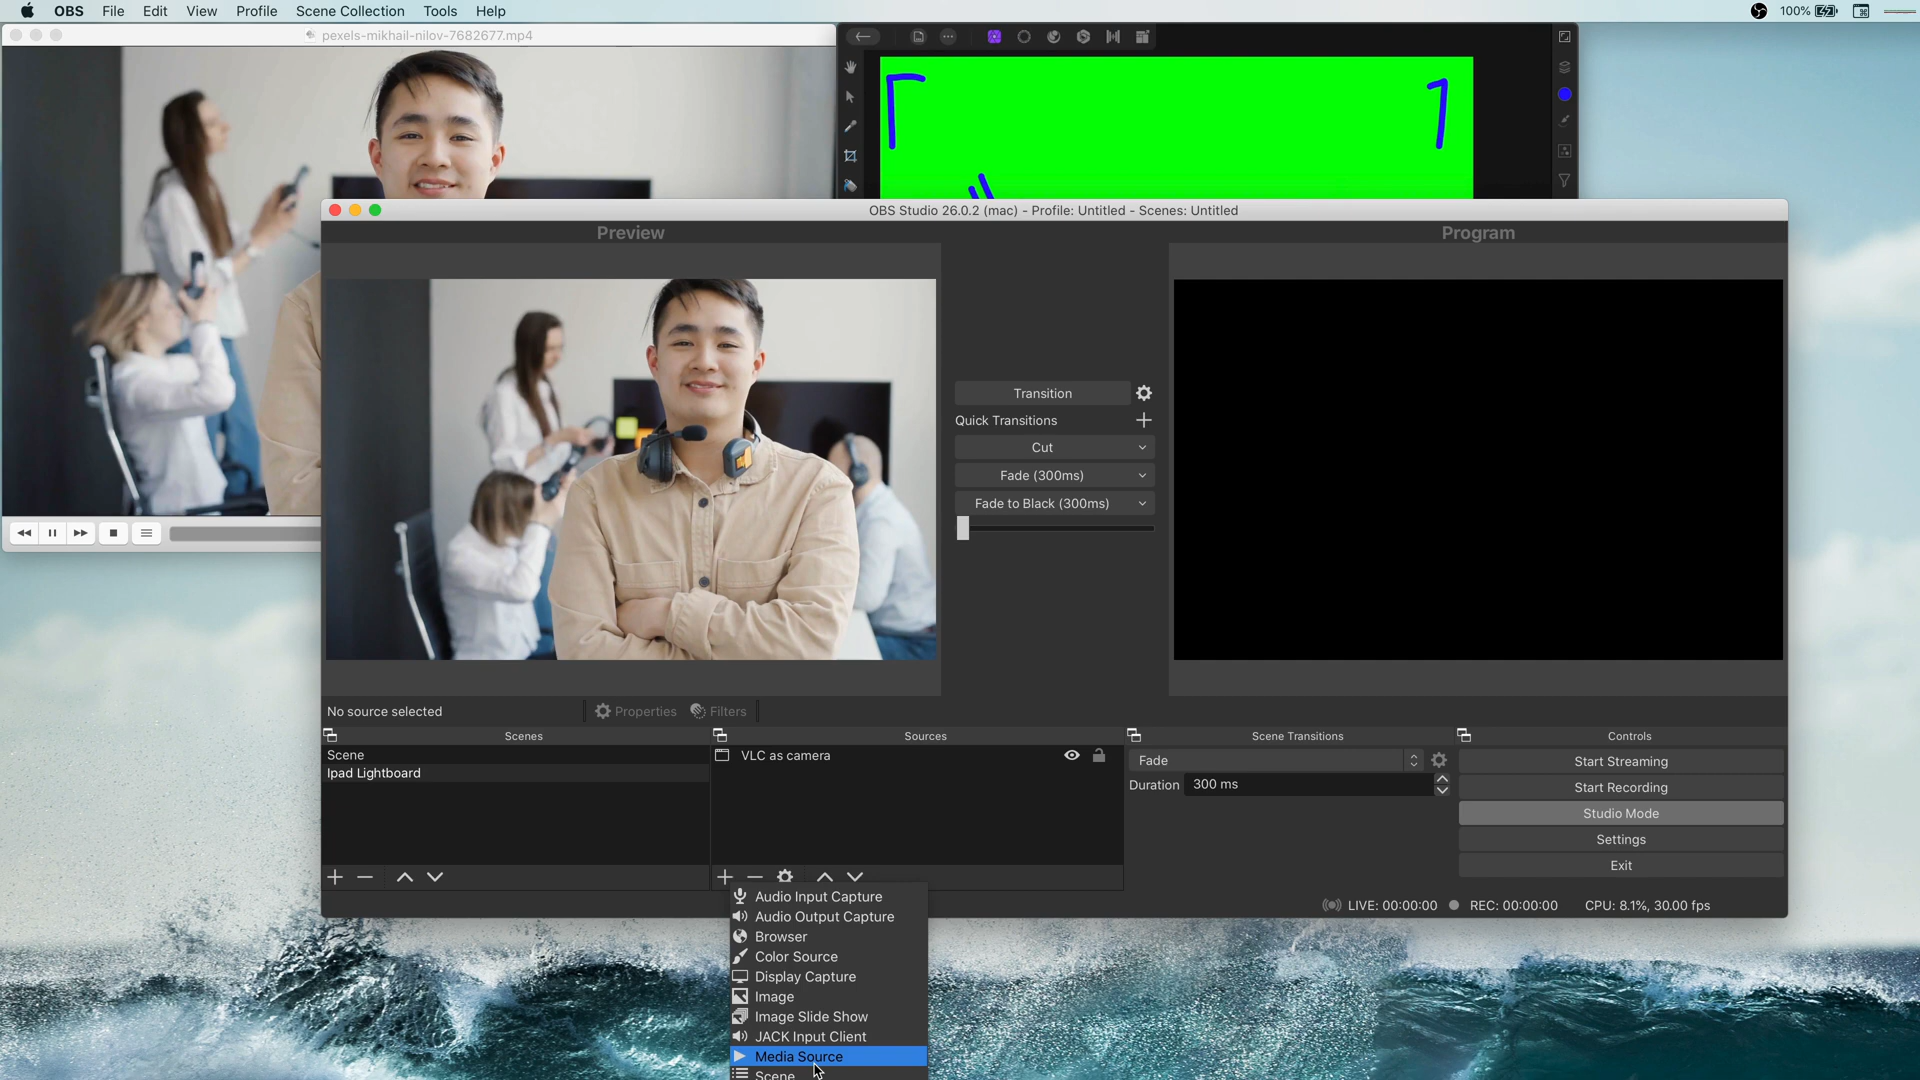 OBS File Edit View Profile Scene Collection Tools Help 100%
pexels-mikhail-nilov-7682677.mp4
OBS Studio 26.0.2 (mac) - Profile: Untitled - Scenes: Untitled
Preview
Program
Transition
Quick Transitions
Cut
Fade (300ms)
Fade to Black (300ms)
No source selected
Properties
Filters
Scenes
Scene
Ipad Lightboard
Sources
VLC as camera
Scene Transitions
Fade
Duration 300 ms
Controls
Start Streaming
Start Recording
Studio Mode
Settings
Exit
Audio Input Capture
Audio Output Capture
Browser
Color Source
Display Capture
Image
Image Slide Show
JACK Input Client
Media Source
Scene
LIVE: 00:00:00 REC: 00:00:00 CPU: 8.1%, 30.00 fps